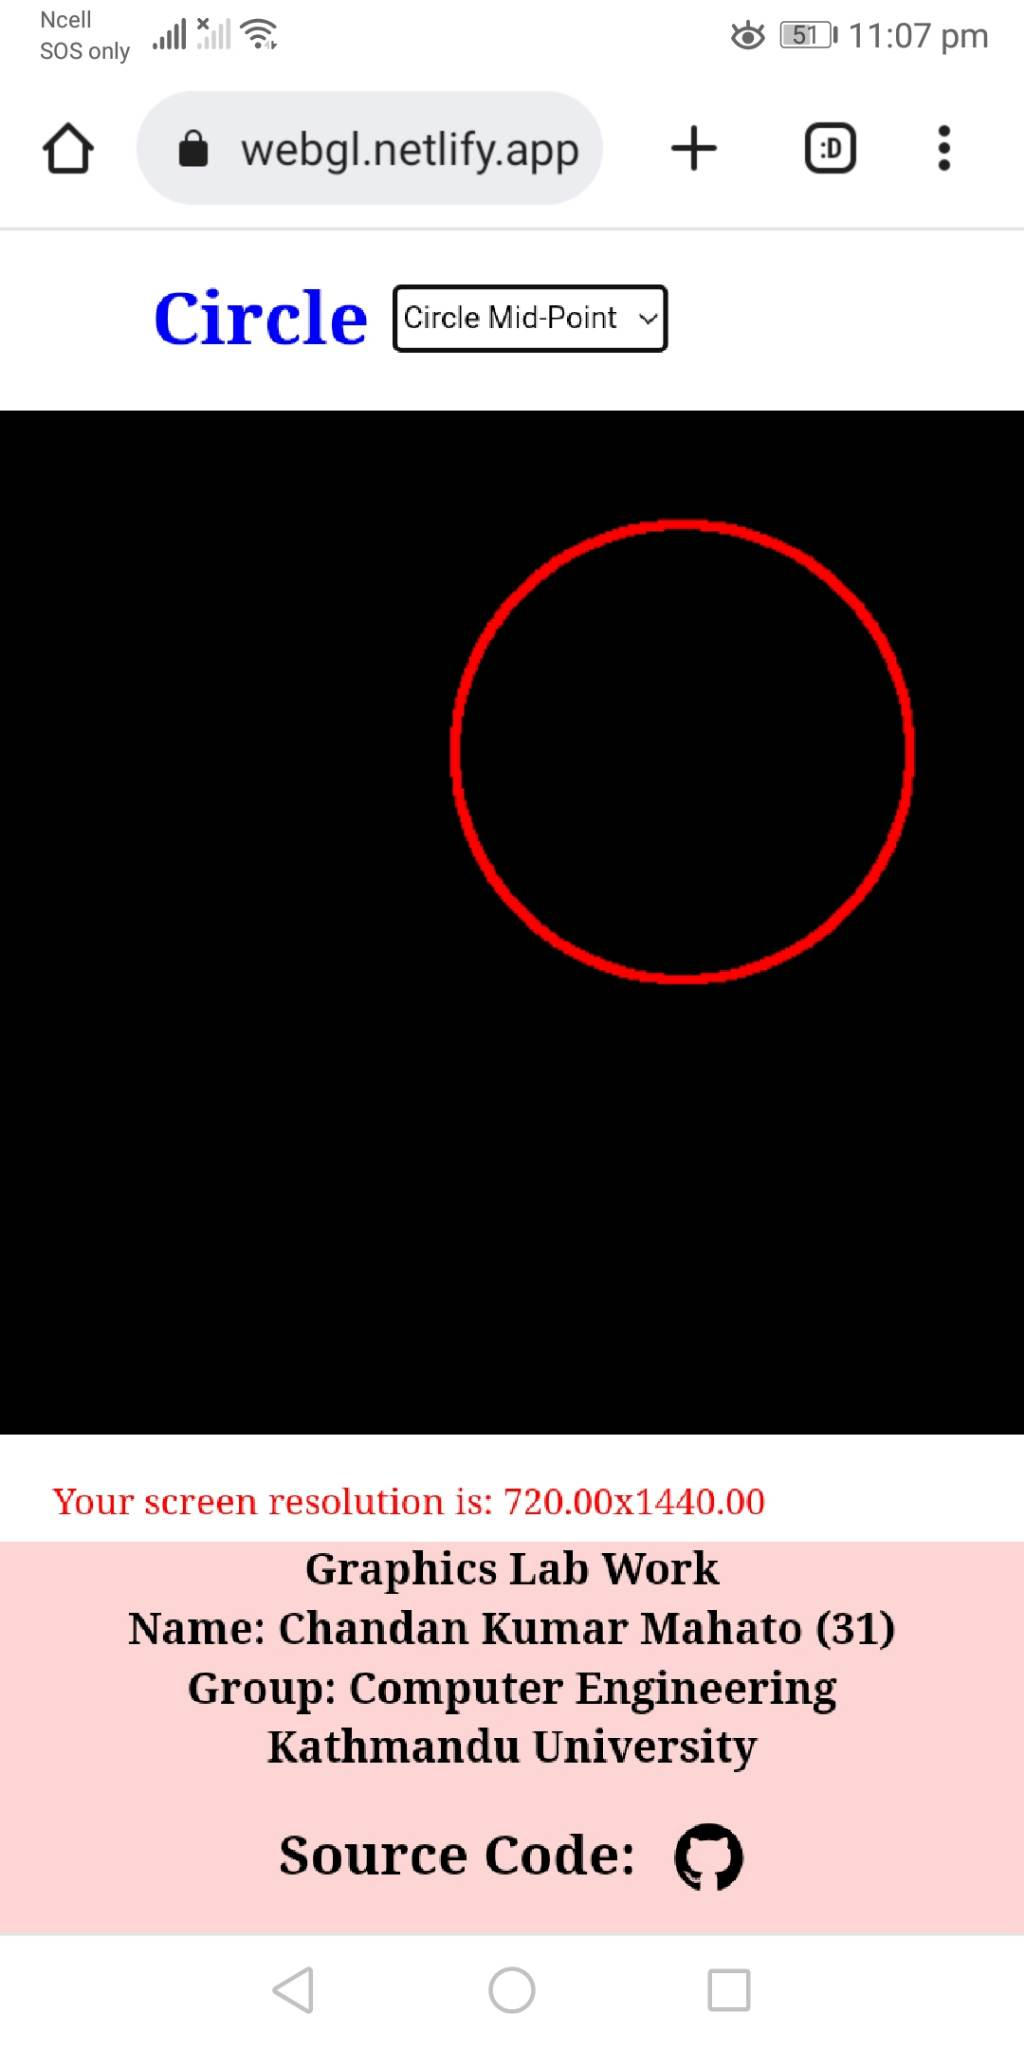 Ncell
SOS only
51 11:07 pm
webgl.netlify.app
:D
Circle Circle Mid-Point
Your screen resolution is: 720.00x1440.00
Graphics Lab Work
Name: Chandan Kumar Mahato (31)
Group: Computer Engineering
Kathmandu University
Source Code: